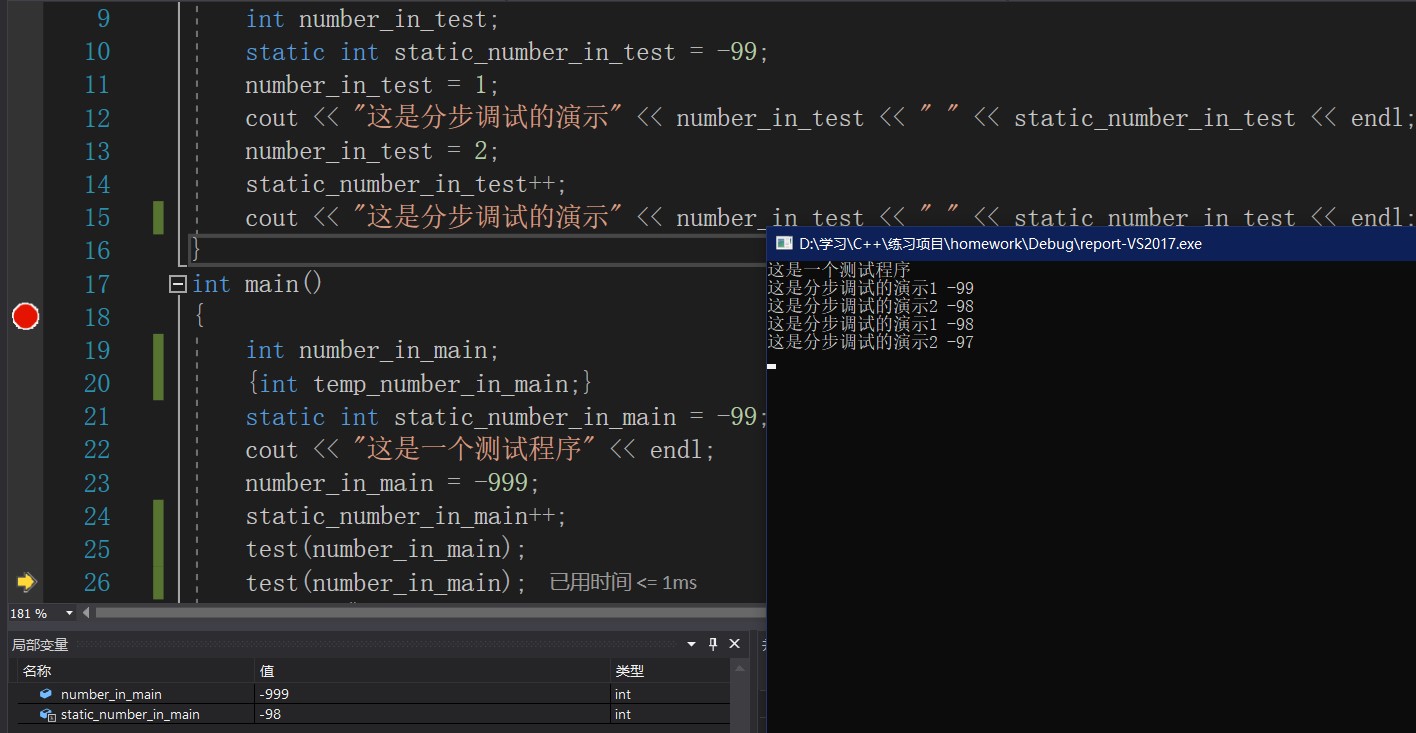 9 int number_in_test;
10 static int static_number_in_test = -99;
11 number_in_test = 1;
12 cout << "这是分步调试的演示" << number_in_test << " " << static_number_in_test << endl;
13 number_in_test = 2;
14 static_number_in_test++;
15 cout << "这是分步调试的演示" << number_in_test << " " << static_number_in_test << endl;
16 }
17 int main()
18 {
19 int number_in_main;
20 {int temp_number_in_main;}
21 static int static_number_in_main = -99;
22 cout << "这是一个测试程序" << endl;
23 number_in_main = -999;
24 static_number_in_main++;
25 test(number_in_main);
26 test(number_in_main); 已用时间 <= 1ms
181 %
局部变量
名称 值 类型
number_in_main -999 int
static_number_in_main -98 int
D:\学习\C++\练习项目\homework\Debug\report-VS2017.exe
这是一个测试程序
这是分步调试的演示1 -99
这是分步调试的演示2 -98
这是分步调试的演示1 -98
这是分步调试的演示2 -97